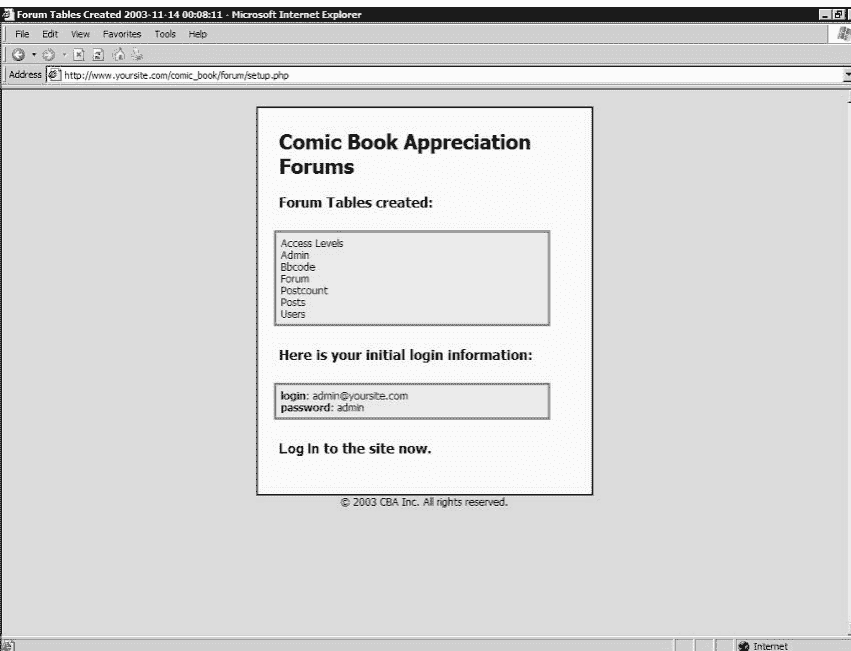 Forum Tables Created 2003-11-14 00:08:11 - Microsoft Internet Explorer
File Edit View Favorites Tools Help
Address http://www.yoursite.com/comic_book/forum/setup.php
Comic Book Appreciation
Forums
Forum Tables created:
Access Levels
Admin
Bbcode
Forum
Postcount
Posts
Users
Here is your initial login information:
login: admin@yoursite.com
password: admin
Log In to the site now.
© 2003 CBA Inc. All rights reserved.
Internet